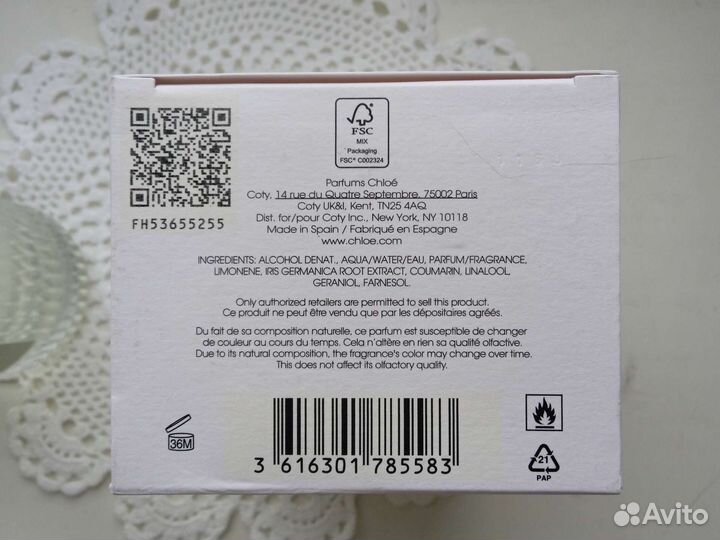 FH53655255
FSC
MIX
Packaging
FSC® C002324
Parfums Chloé
Coty, 14 rue du Quatre Septembre, 75002 Paris
Coty UK&I, Kent, TN25 4AQ
Dist. for/pour Coty Inc., New York, NY 10118
Made in Spain / Fabriqué en Espagne
www.chloe.com
INGREDIENTS: ALCOHOL DENAT., AQUA/WATER/EAU, PARFUM/FRAGRANCE,
LIMONENE, IRIS GERMANICA ROOT EXTRACT, COUMARIN, LINALOOL,
GERANIOL, FARNESOL.
Only authorized retailers are permitted to sell this product.
Ce produit ne peut être vendu que par les dépositaires agréés.
Du fait de sa composition naturelle, ce parfum est susceptible de changer
de couleur au cours du temps. Cela n'altère en rien sa qualité olfactive.
Due to its natural composition, the fragrance's color may change over time.
This does not affect its olfactory quality.
36M
3 616301 785583
21
PAP
Avito